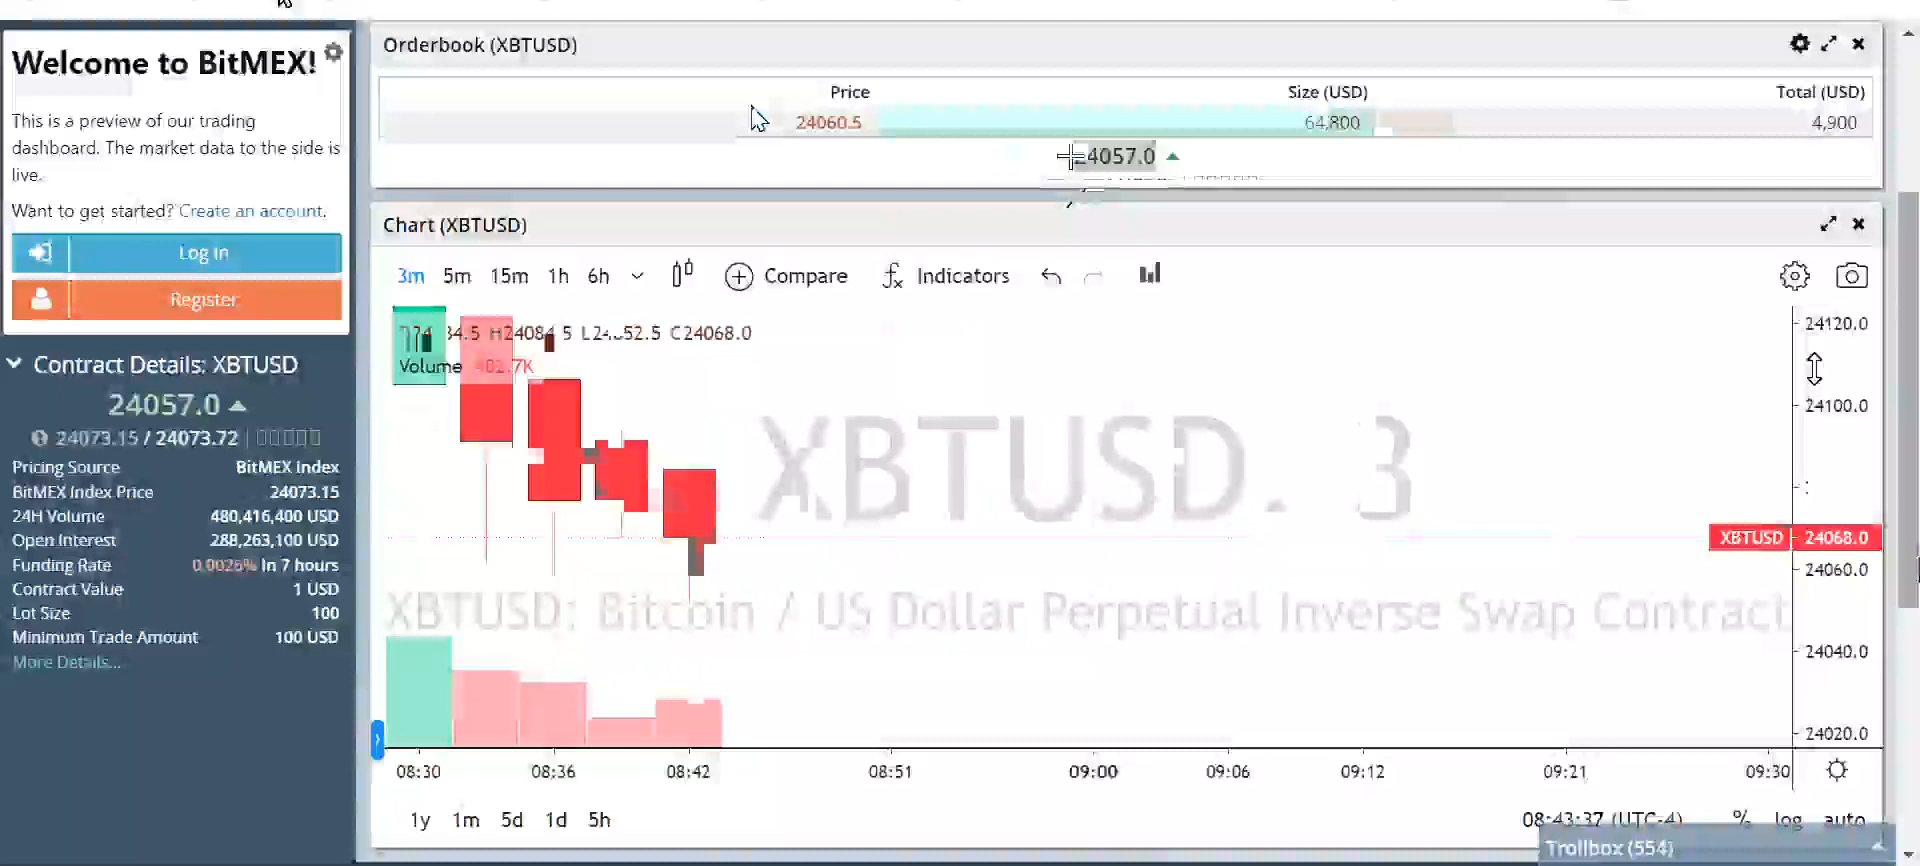 Welcome to BitMEX!
This is a preview of our trading
dashboard. The market data to the side is
live.
Want to get started? Create an account.
Log In
Register
Contract Details: XBTUSD
24057.0
24073.15 / 24073.72
Pricing Source BitMEX Index
BitMEX Index Price 24073.15
24H Volume 480,416,400 USD
Open Interest 288,263,100 USD
Funding Rate 0.0026% In 7 hours
Contract Value 1 USD
Lot Size 100
Minimum Trade Amount 100 USD
More Details...
Orderbook (XBTUSD)
Price Size (USD) Total (USD)
24060.5 64,800 4,900
4057.0
Chart (XBTUSD)
3m 5m 15m 1h 6h Compare Indicators
C24068.0
Volume
XBTUSD 3
XBTUSD: Bitcoin / US Dollar Perpetual Inverse Swap Contract
24120.0
24100.0
XBTUSD 24068.0
24060.0
24040.0
24020.0
08:30 08:36 08:42 08:51 09:00 09:06 09:12 09:21 09:30
1y 1m 5d 1d 5h 08:43:37 (UTC-4) % log auto
Trollbox (554)